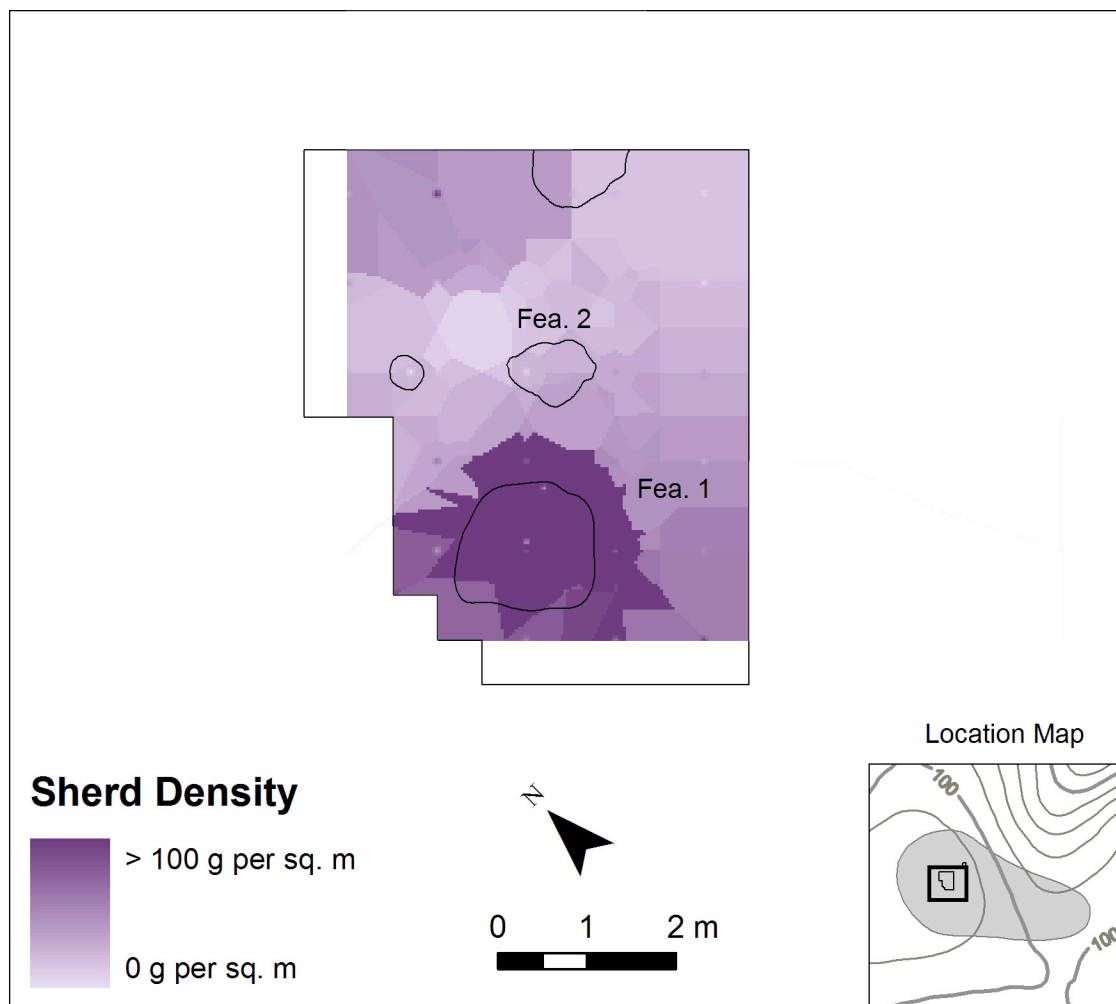 Fea. 2
Fea. 1
Location Map
Sherd Density
> 100 g per sq. m
0 g per sq. m
N
0 1 2 m
100
100